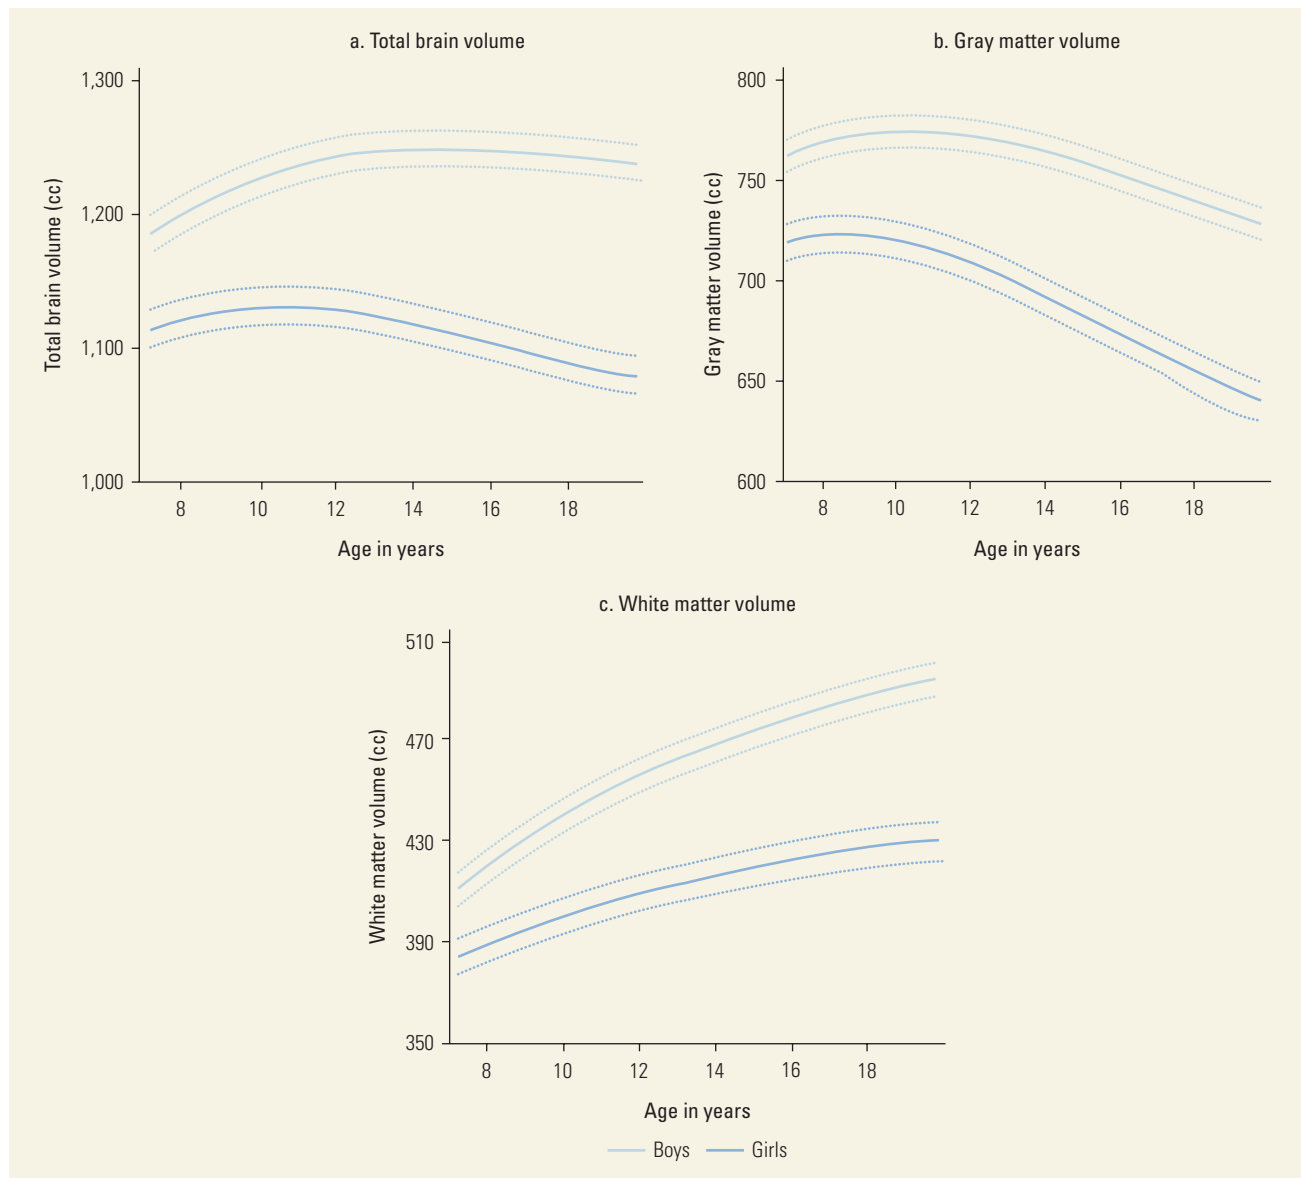 a. Total brain volume
Total brain volume (cc)
1,300
1,200
1,100
1,000
8 10 12 14 16 18
Age in years
b. Gray matter volume
Gray matter volume (cc)
800
750
700
650
600
8 10 12 14 16 18
Age in years
c. White matter volume
White matter volume (cc)
510
470
430
390
350
8 10 12 14 16 18
Age in years
Boys Girls